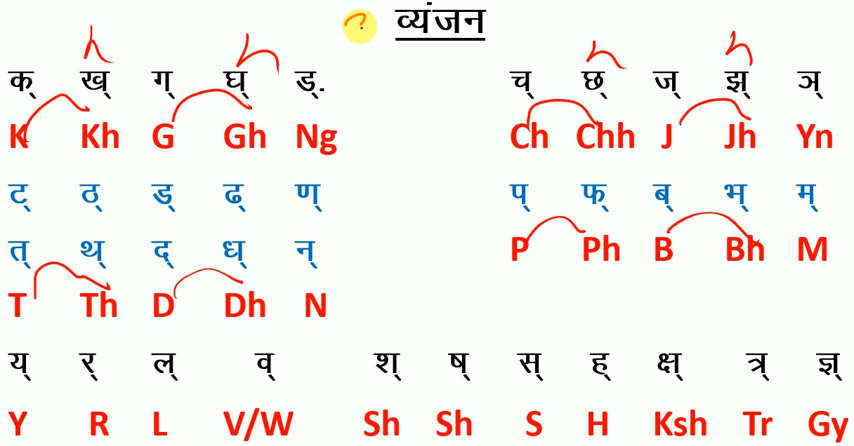 ? व्यंजन
क् ख् ग् घ् ड्. च् छ् ज् झ् ञ्
K Kh G Gh Ng Ch Chh J Jh Yn
ट् ठ् ड् ढ् ण् प् फ् ब् भ् म्
त् थ् द् ध् न् P Ph B Bh M
T Th D Dh N
य् र् ल् व् श् ष् स् ह् क्ष् त्र् ज्ञ्
Y R L V/W Sh Sh S H Ksh Tr Gy